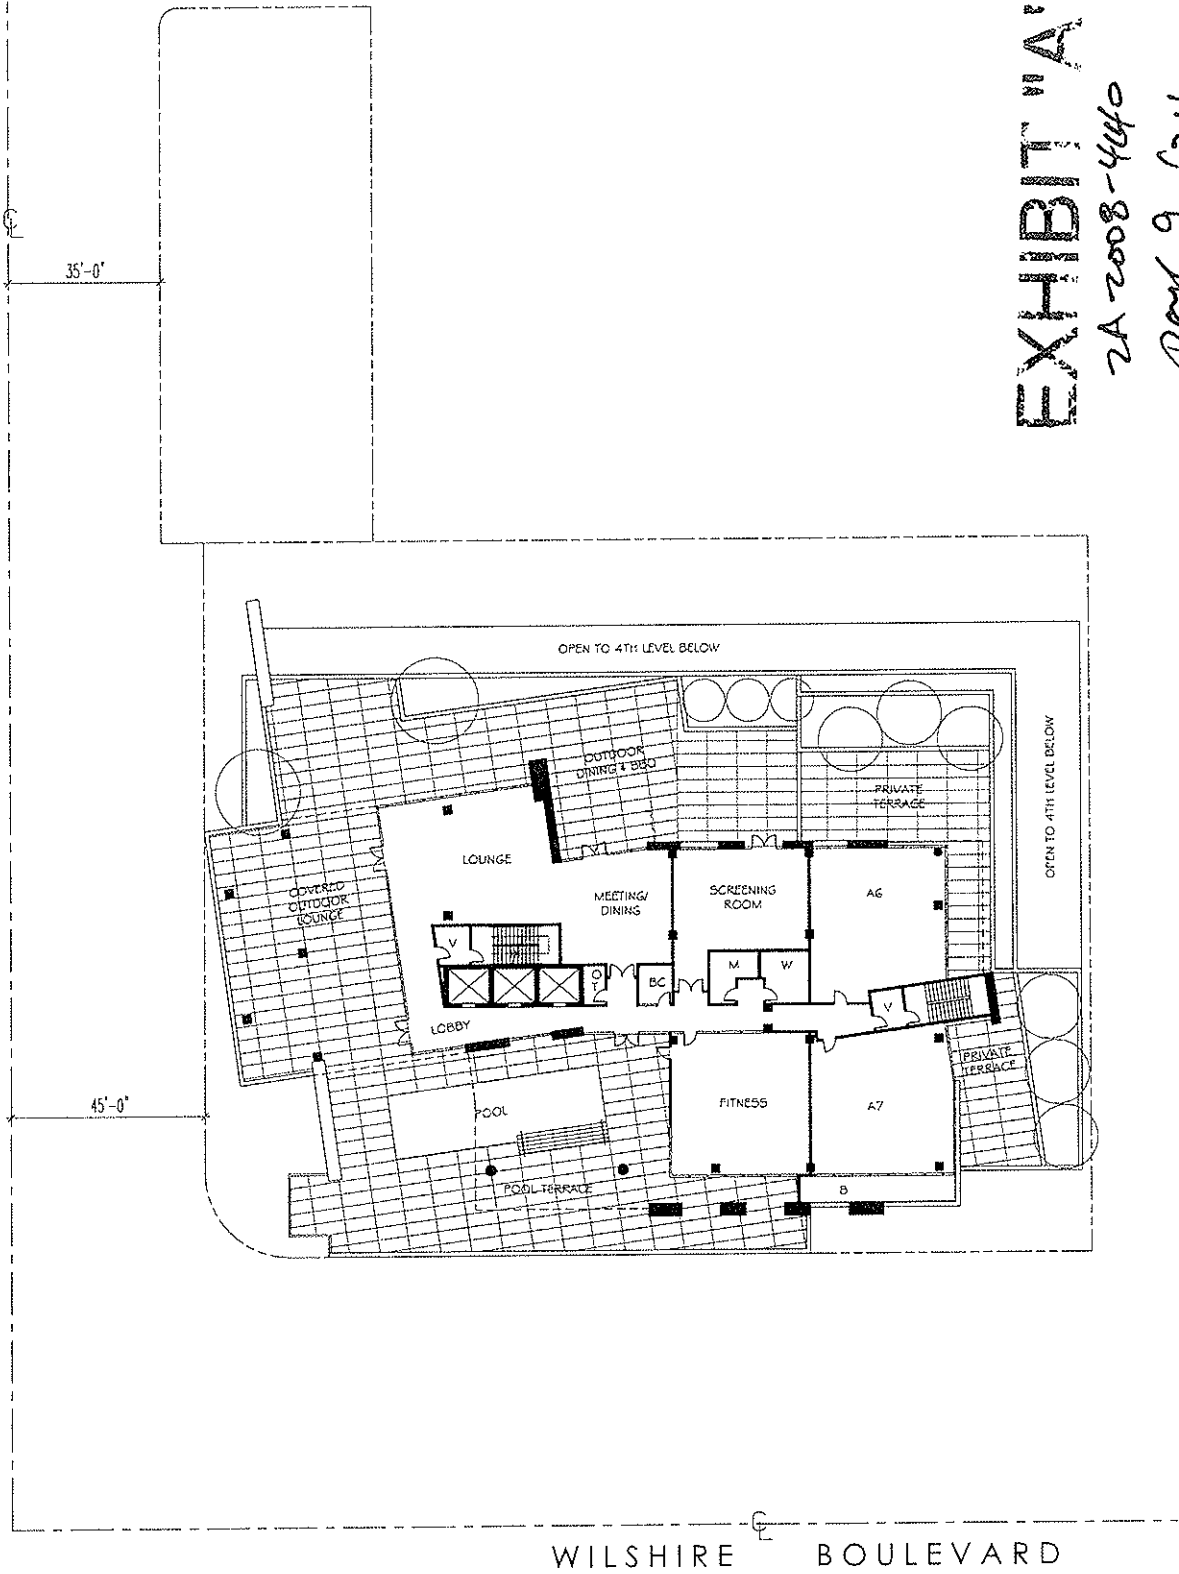 EXHIBIT "A"
ZA-2008-4440
35'-0"
OPEN TO 4TH LEVEL BELOW
OPEN TO 4TH LEVEL BELOW
OUTDOOR
DINING & BBQ
PRIVATE
TERRACE
LOUNGE
COVERED
OUTDOOR
LOUNGE
MEETING/
DINING
SCREENING
ROOM
A6
V
M
W
BC
V
LOBBY
PRIVATE
TERRACE
45'-0"
POOL
FITNESS
A7
POOL TERRACE
B
WILSHIRE BOULEVARD